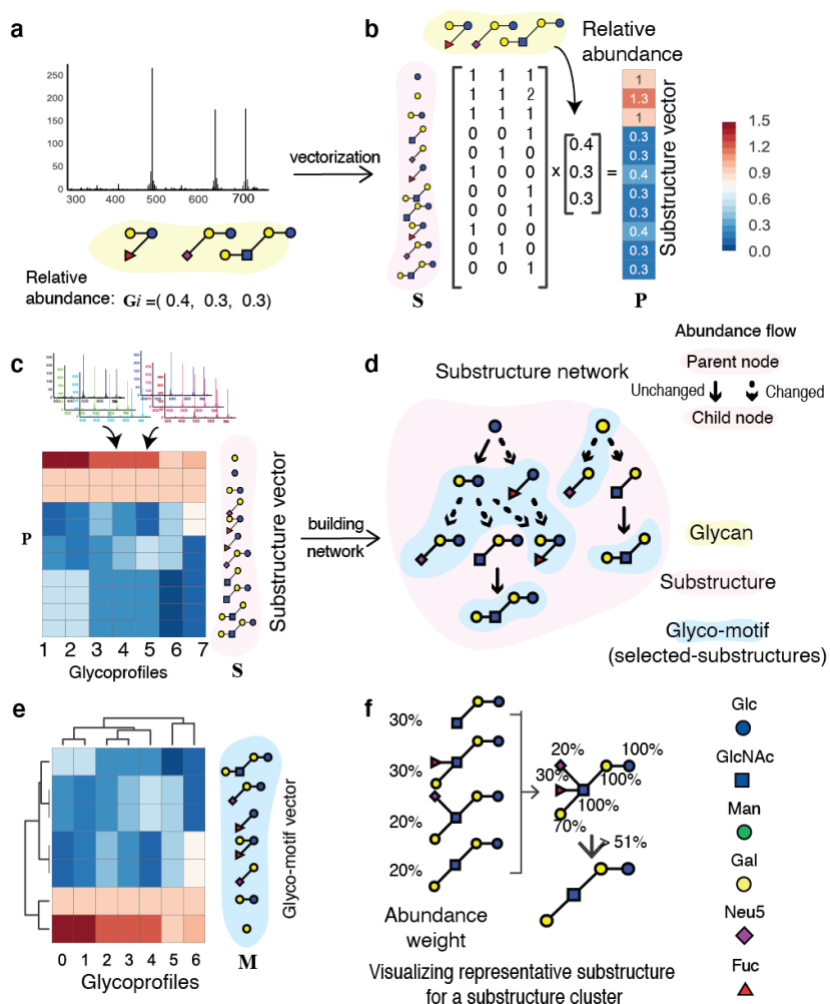 a
250
200
150
100
50
0
300
400
500
600
700
vectorization
Relative
abundance: Gi =( 0.4, 0.3, 0.3)
b
Relative
abundance
1 1 1
1 1 2
1 1 1
0 0 1
0 1 0
1 0 0
0 0 1
0 0 1
1 0 0
0 1 0
0 0 1
x
0.4
0.3
0.3
=
1
1.3
1
0.3
0.3
0.4
0.3
0.3
0.4
0.3
0.3
Substructure vector
1.5
1.2
0.9
0.6
0.3
0.0
S
P
c
P
Substructure vector
1 2 3 4 5 6 7
Glycoprofiles
S
building
network
d
Substructure network
Abundance flow
Parent node
Unchanged
Changed
Child node
Glycan
Substructure
Glyco-motif
(selected-substructures)
e
Glyco-motif vector
0 1 2 3 4 5 6
Glycoprofiles
M
f
30%
30%
20%
20%
Abundance
weight
20%
100%
30%
100%
100%
70%
> 51%
Visualizing representative substructure
for a substructure cluster
Glc
GlcNAc
Man
Gal
Neu5
Fuc